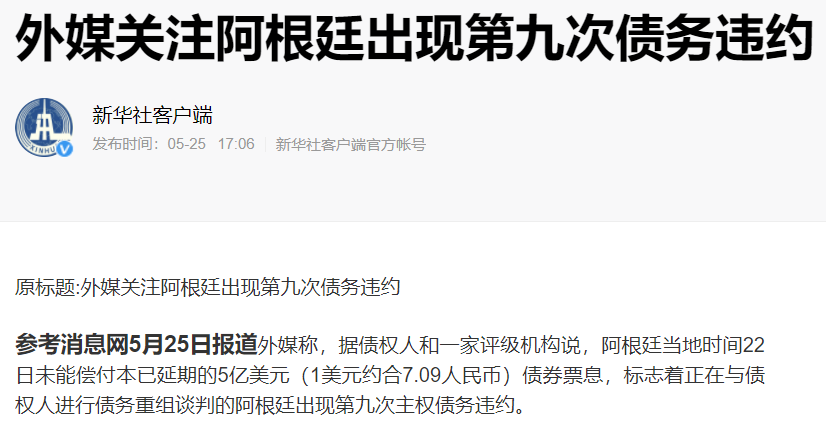 外媒关注阿根廷出现第九次债务违约
新华社客户端
发布时间：05-25 17:06 新华社客户端官方帐号
XINHU
原标题:外媒关注阿根廷出现第九次债务违约
参考消息网5月25日报道外媒称，据债权人和一家评级机构说，阿根廷当地时间22
日未能偿付本已延期的5亿美元（1美元约合7.09人民币）债券票息，标志着正在与债
权人进行债务重组谈判的阿根廷出现第九次主权债务违约。